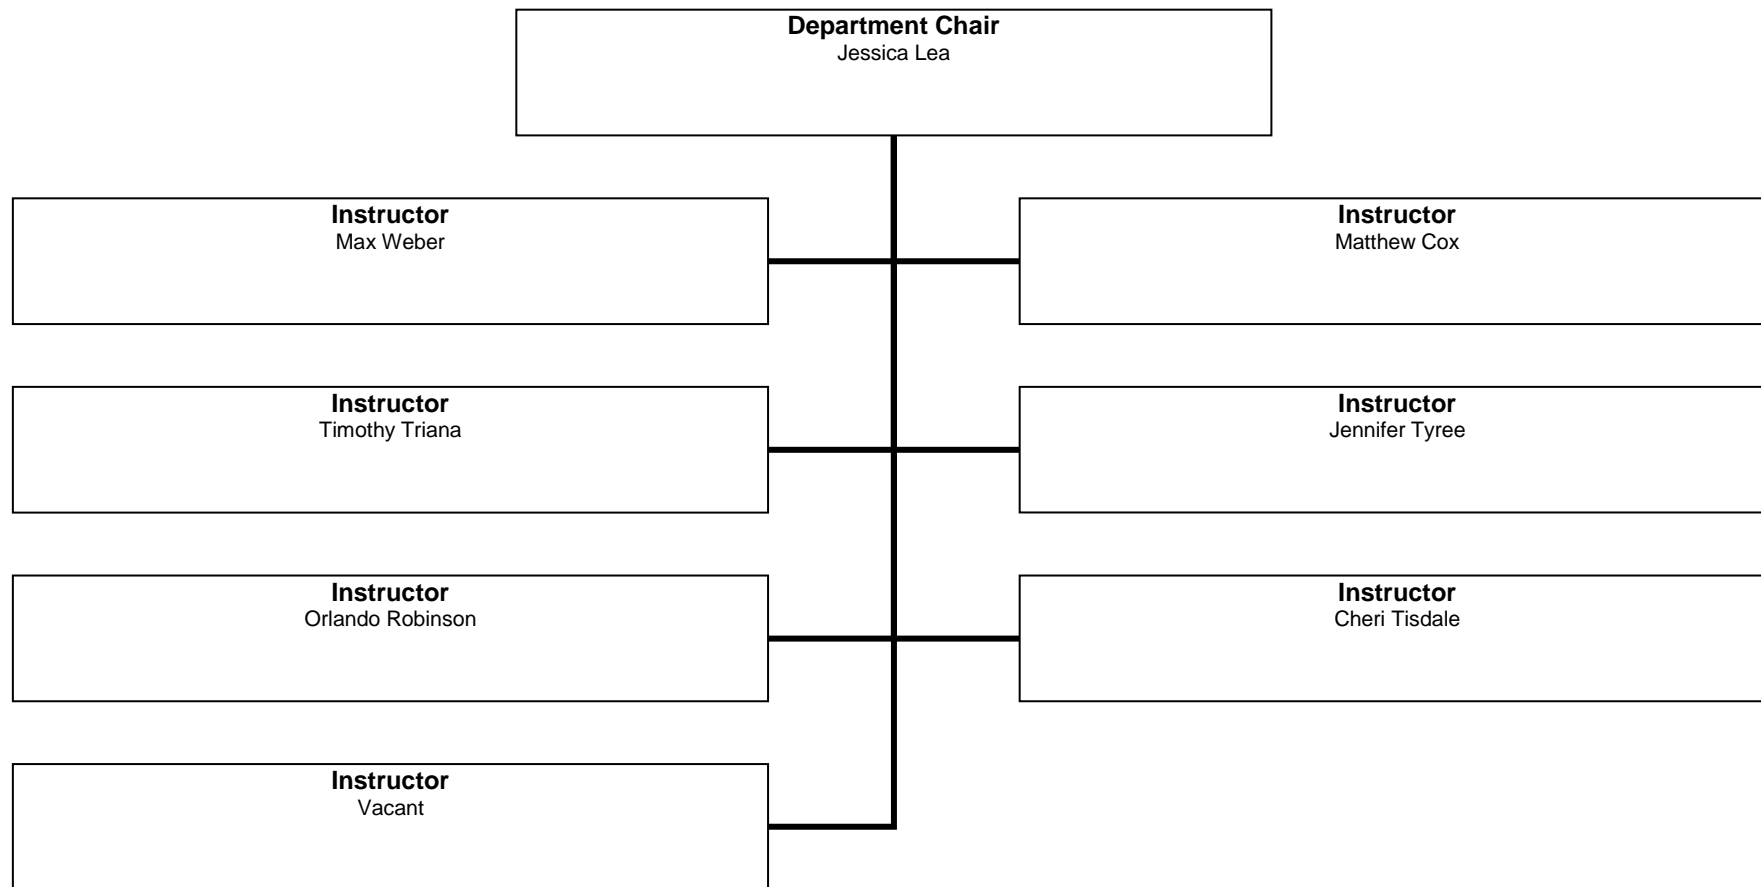 Department Chair
Jessica Lea
Instructor
Max Weber
Instructor
Matthew Cox
Instructor
Timothy Triana
Instructor
Jennifer Tyree
Instructor
Orlando Robinson
Instructor
Cheri Tisdale
Instructor
Vacant